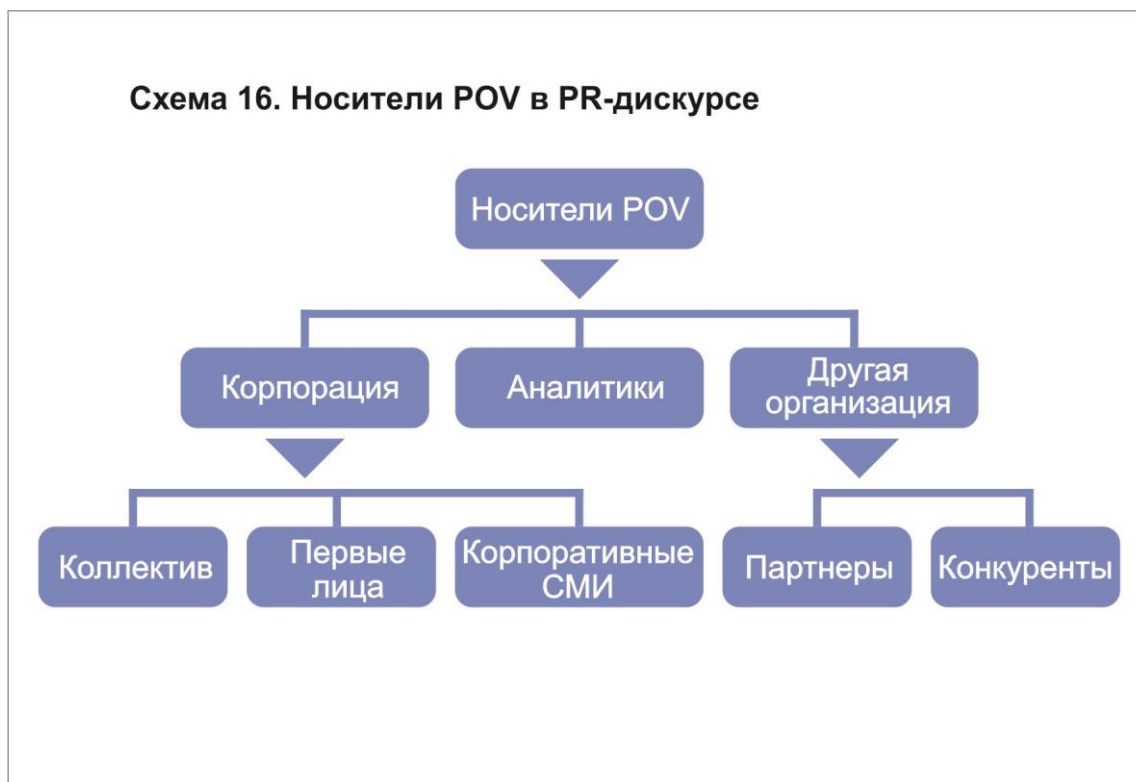 Схема 16. Носители POV в PR-дискурсе
Носители POV
Корпорация
Аналитики
Другая
организация
Коллектив
Первые
лица
Корпоративные
СМИ
Партнеры
Конкуренты